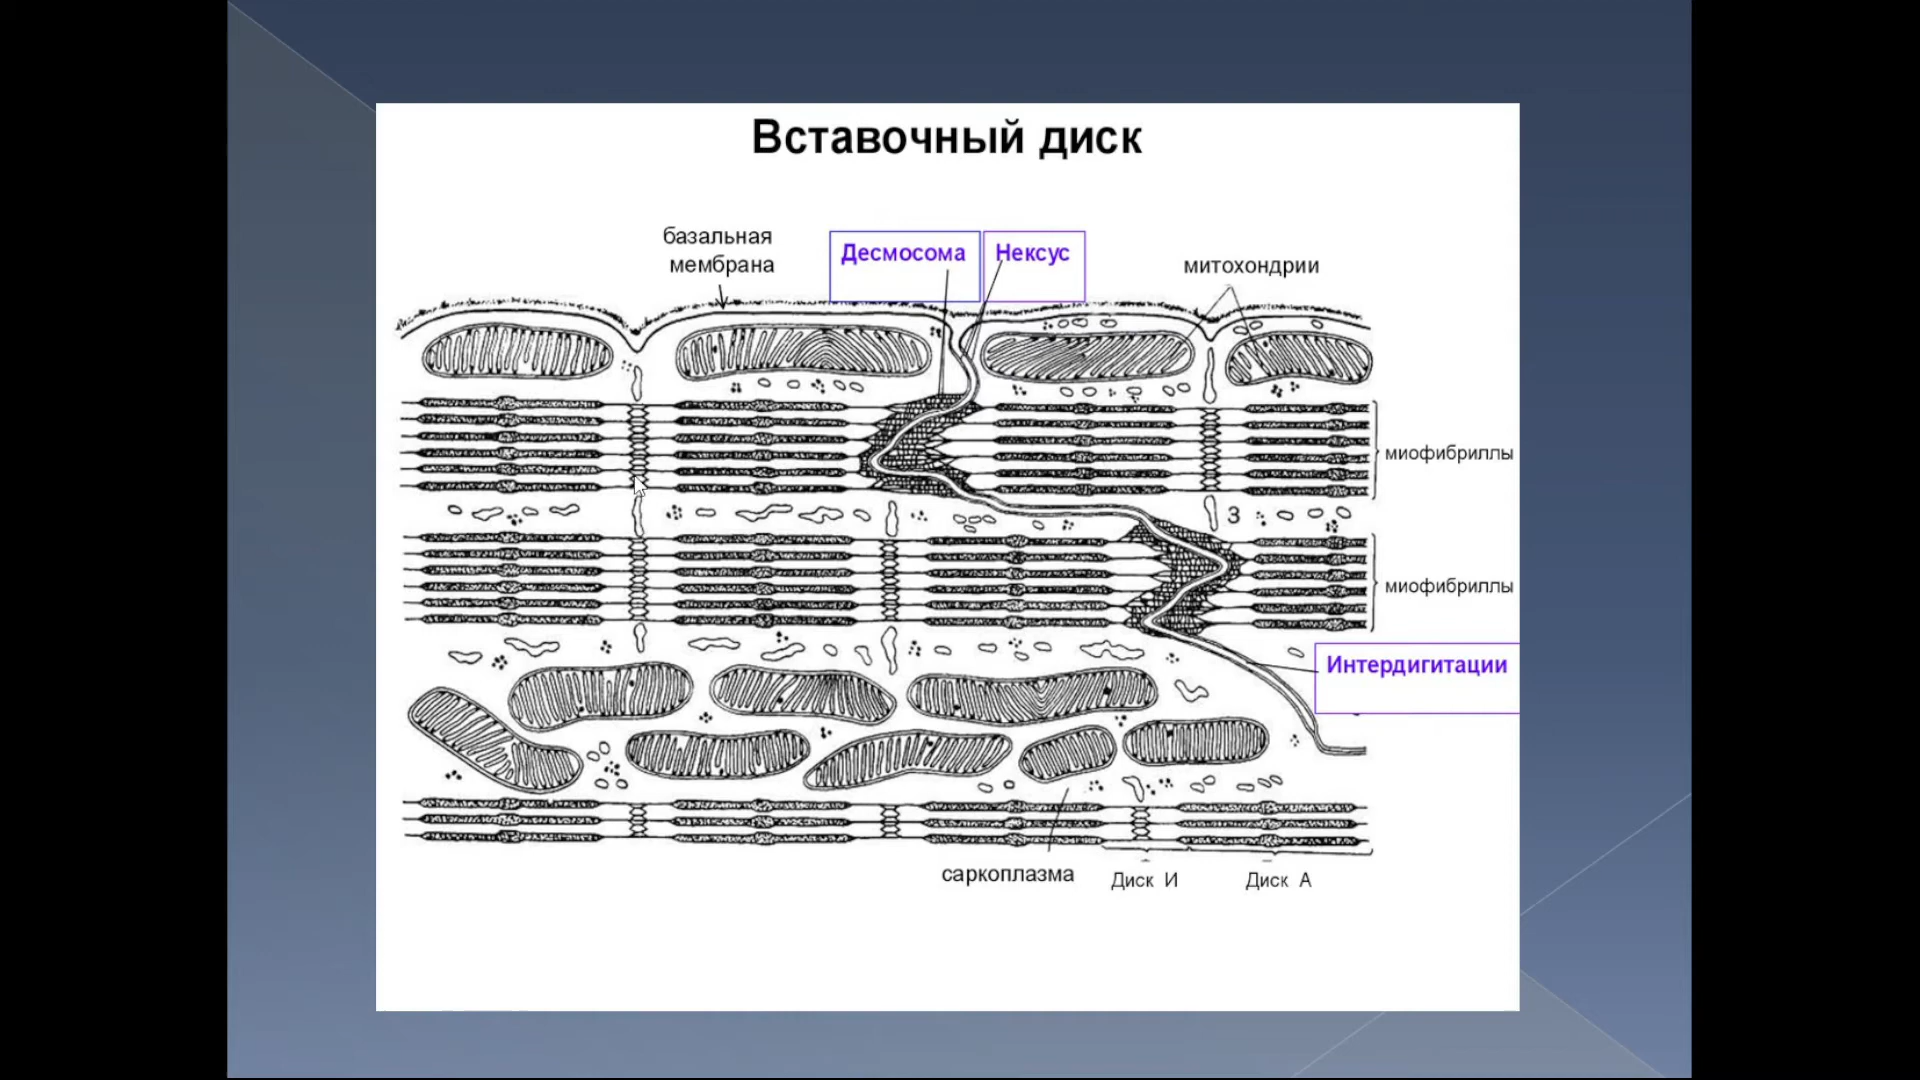 Вставочный диск
базальная
мембрана
Десмосома
Нексус
митохондрии
миофибриллы
З
миофибриллы
Интердигитации
саркоплазма
Диск И
Диск А